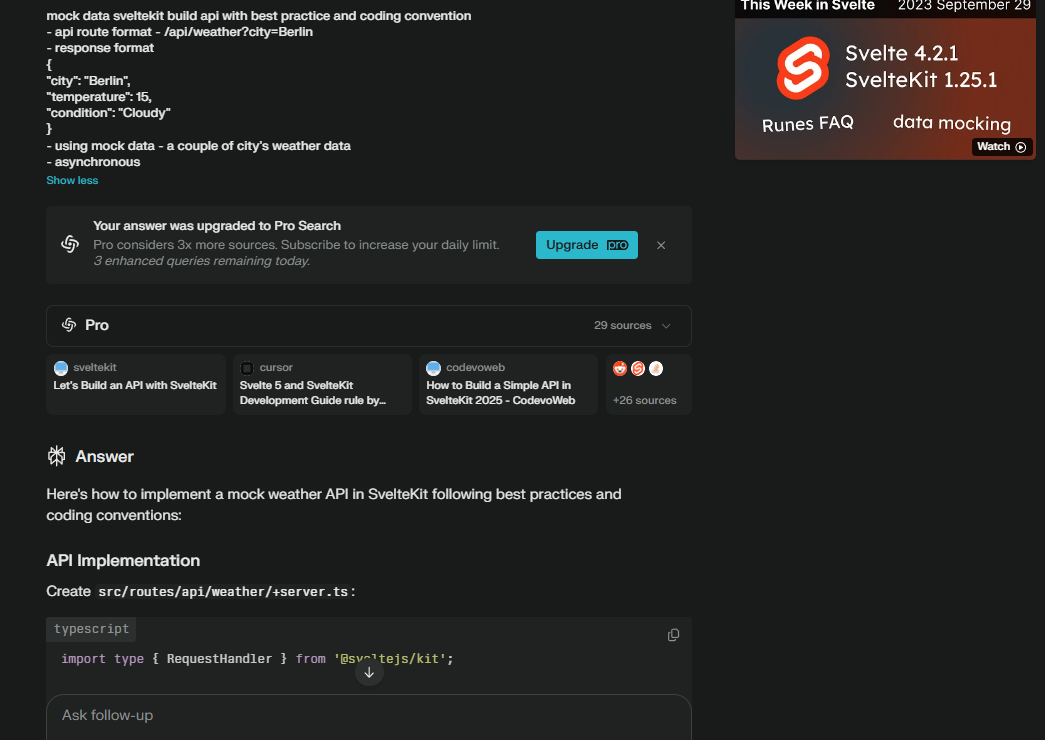 mock data sveltekit build api with best practice and coding convention
- api route format - /api/weather?city=Berlin
- response format
{
"city": "Berlin",
"temperature": 15,
"condition": "Cloudy"
}
- using mock data - a couple of city's weather data
- asynchronous
Show less
This Week in Svelte 2023 September 29
Svelte 4.2.1
SvelteKit 1.25.1
Runes FAQ data mocking
Watch
Your answer was upgraded to Pro Search
Pro considers 3x more sources. Subscribe to increase your daily limit.
3 enhanced queries remaining today.
Upgrade pro
Pro
29 sources
sveltekit
Let's Build an API with SvelteKit
cursor
Svelte 5 and SvelteKit
Development Guide rule by...
codevoweb
How to Build a Simple API in
SvelteKit 2025 - CodevoWeb
+26 sources
Answer
Here's how to implement a mock weather API in SvelteKit following best practices and
coding conventions:
API Implementation
Create src/routes/api/weather/+server.ts:
typescript
import type { RequestHandler } from '@sveltejs/kit';
Ask follow-up